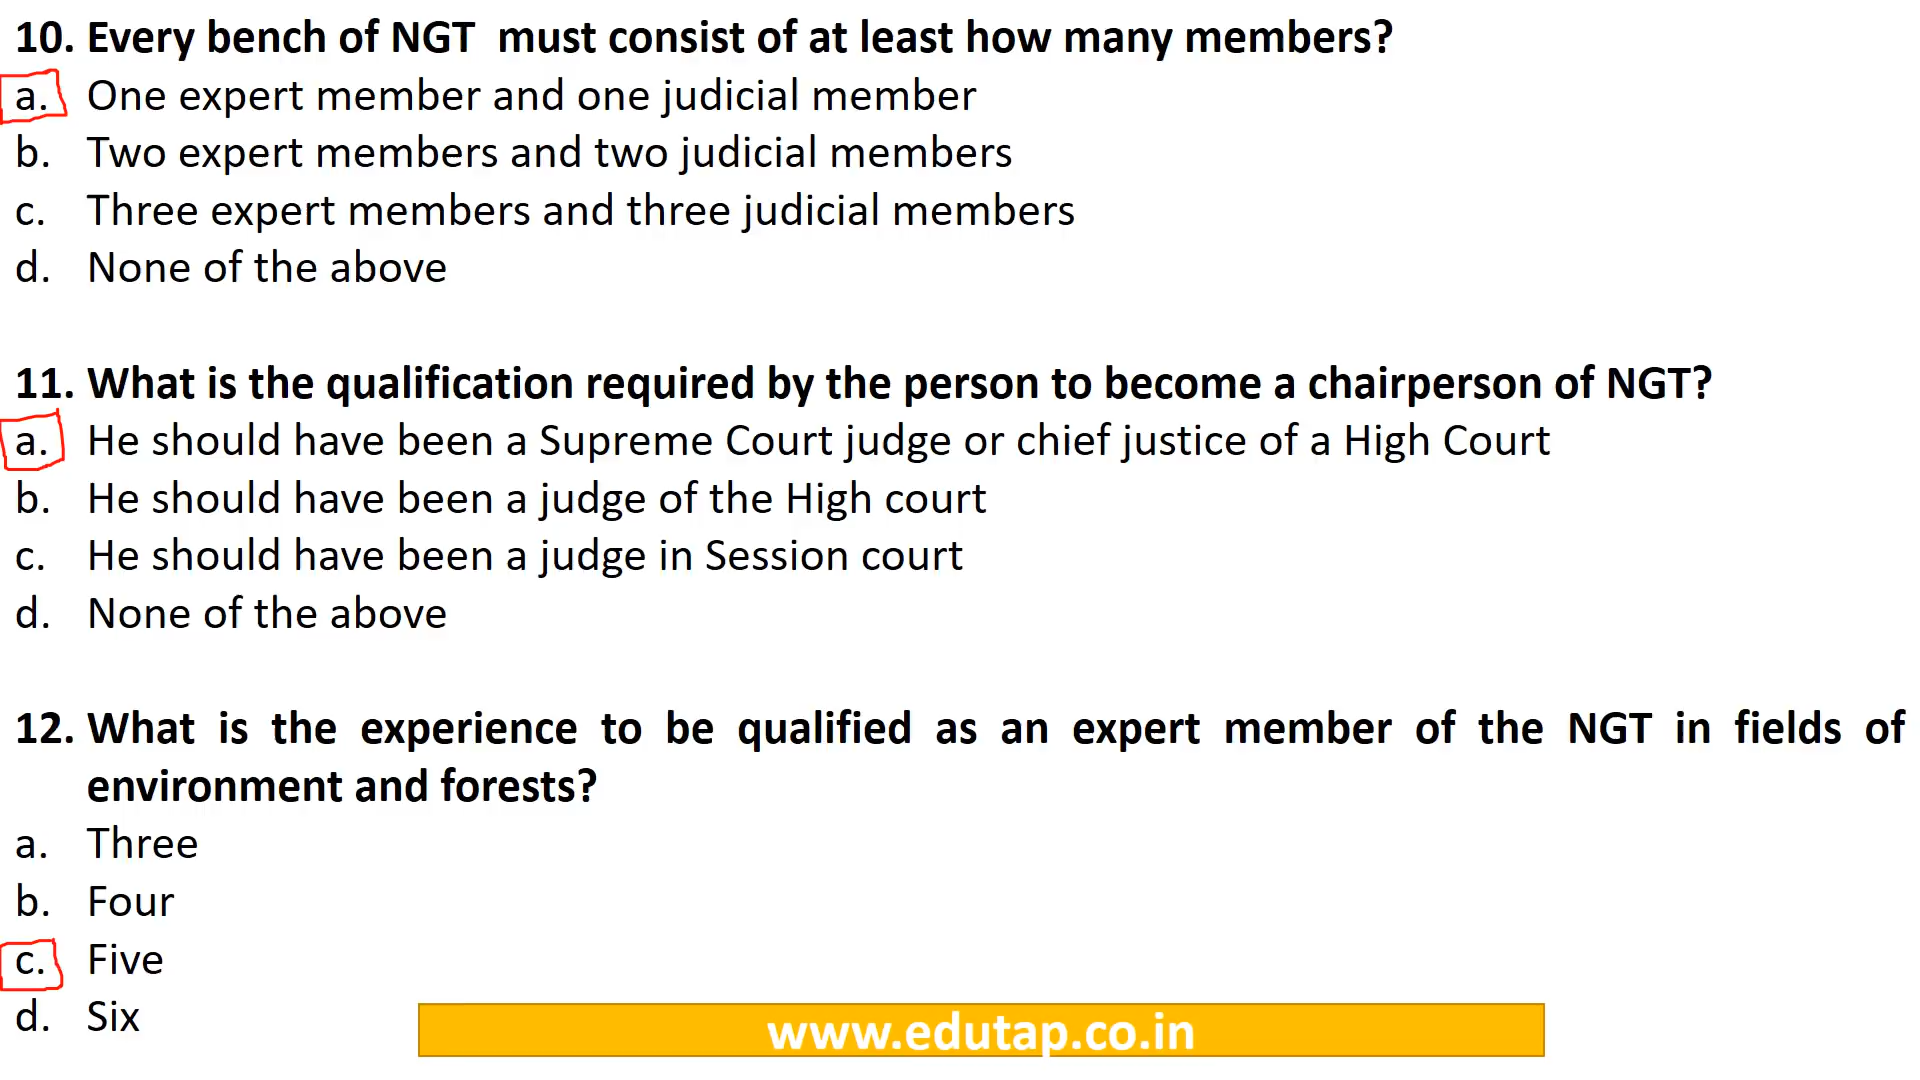 10. Every bench of NGT must consist of at least how many members?
a. One expert member and one judicial member
b. Two expert members and two judicial members
c. Three expert members and three judicial members
d. None of the above
11. What is the qualification required by the person to become a chairperson of NGT?
a. He should have been a Supreme Court judge or chief justice of a High Court
b. He should have been a judge of the High court
c. He should have been a judge in Session court
d. None of the above
12. What is the experience to be qualified as an expert member of the NGT in fields of
environment and forests?
a. Three
b. Four
c. Five
d. Six
www.edutap.co.in